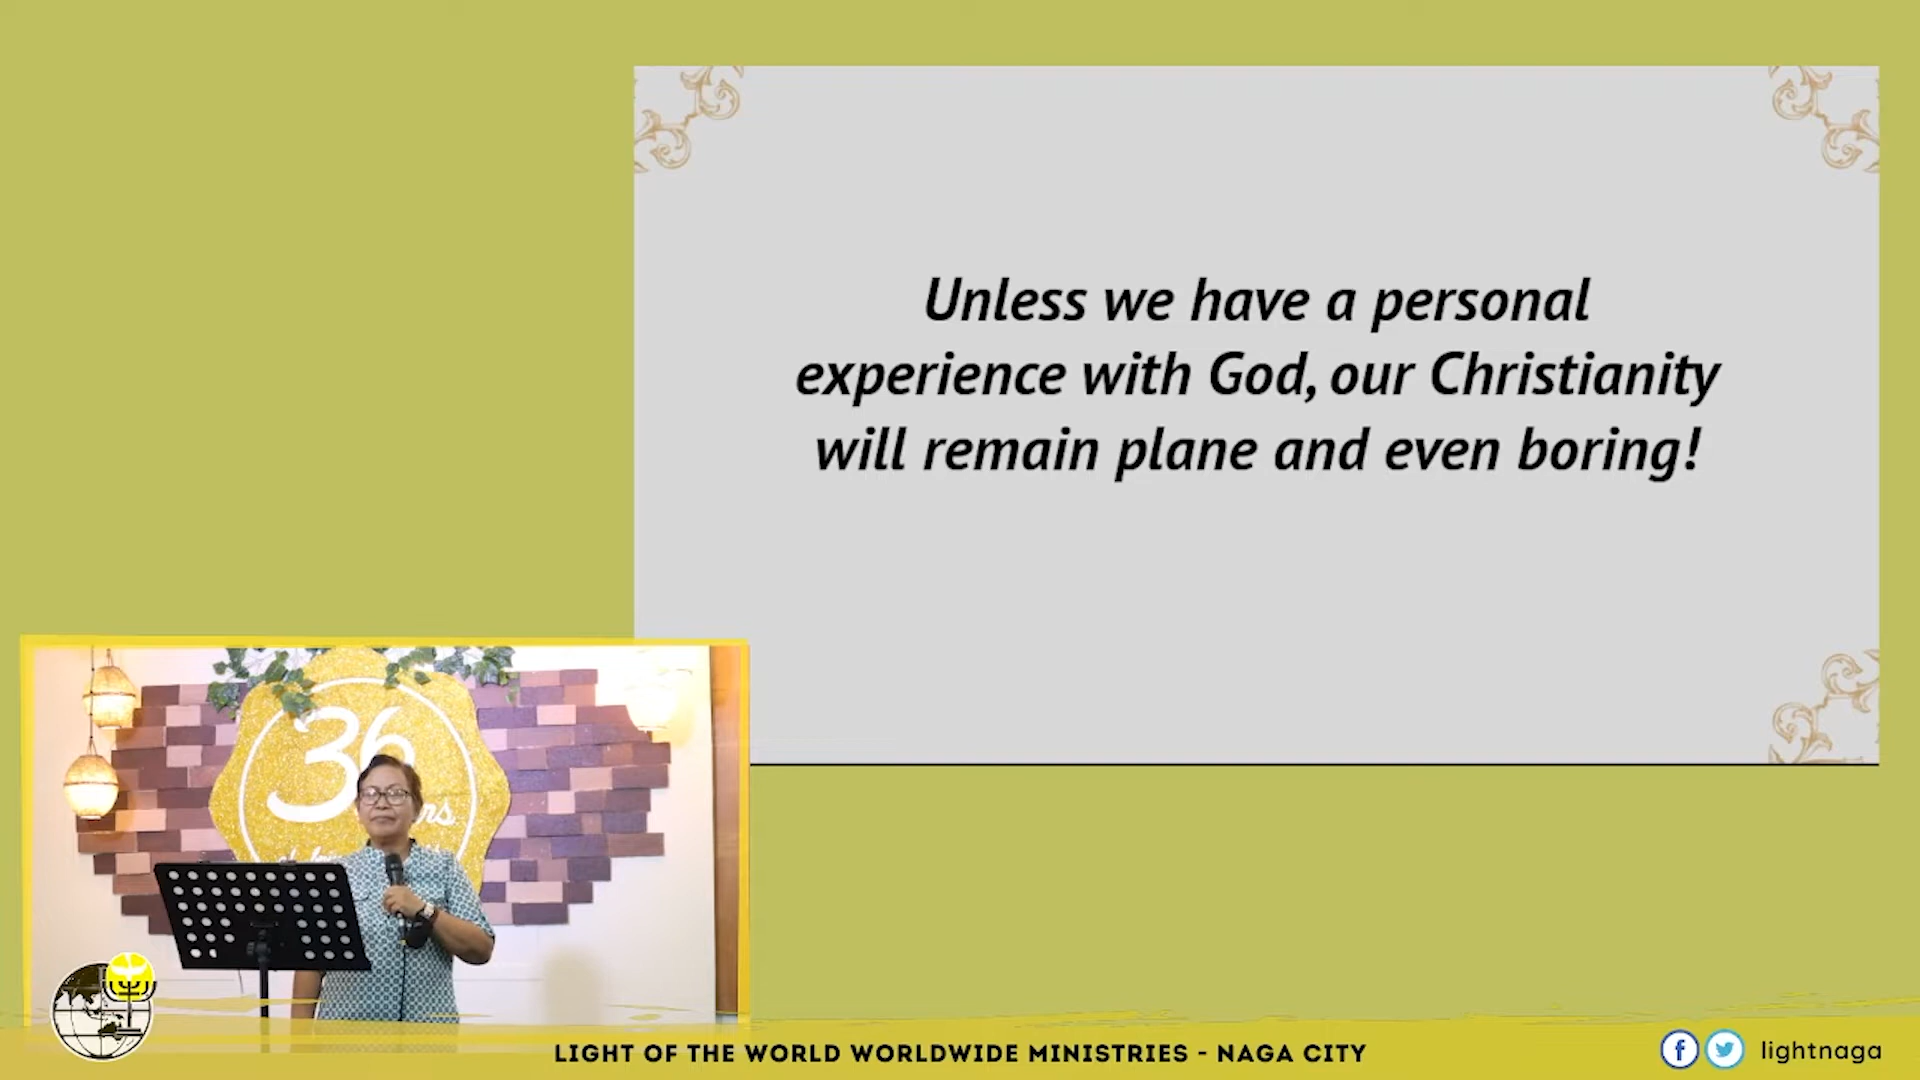 Unless we have a personal
experience with God, our Christianity
will remain plane and even boring!
36
LIGHT OF THE WORLD WORLDWIDE MINISTRIES - NAGA CITY
lightnaga